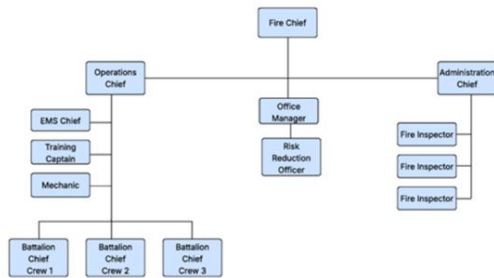 Fire Chief
Operations
Chief
Administration
Chief
Office
Manager
EMS Chief
Training
Captain
Mechanic
Risk
Reduction
Officer
Fire Inspector
Fire Inspector
Fire Inspector
Battalion
Chief
Crew 1
Battalion
Chief
Crew 2
Battalion
Chief
Crew 3